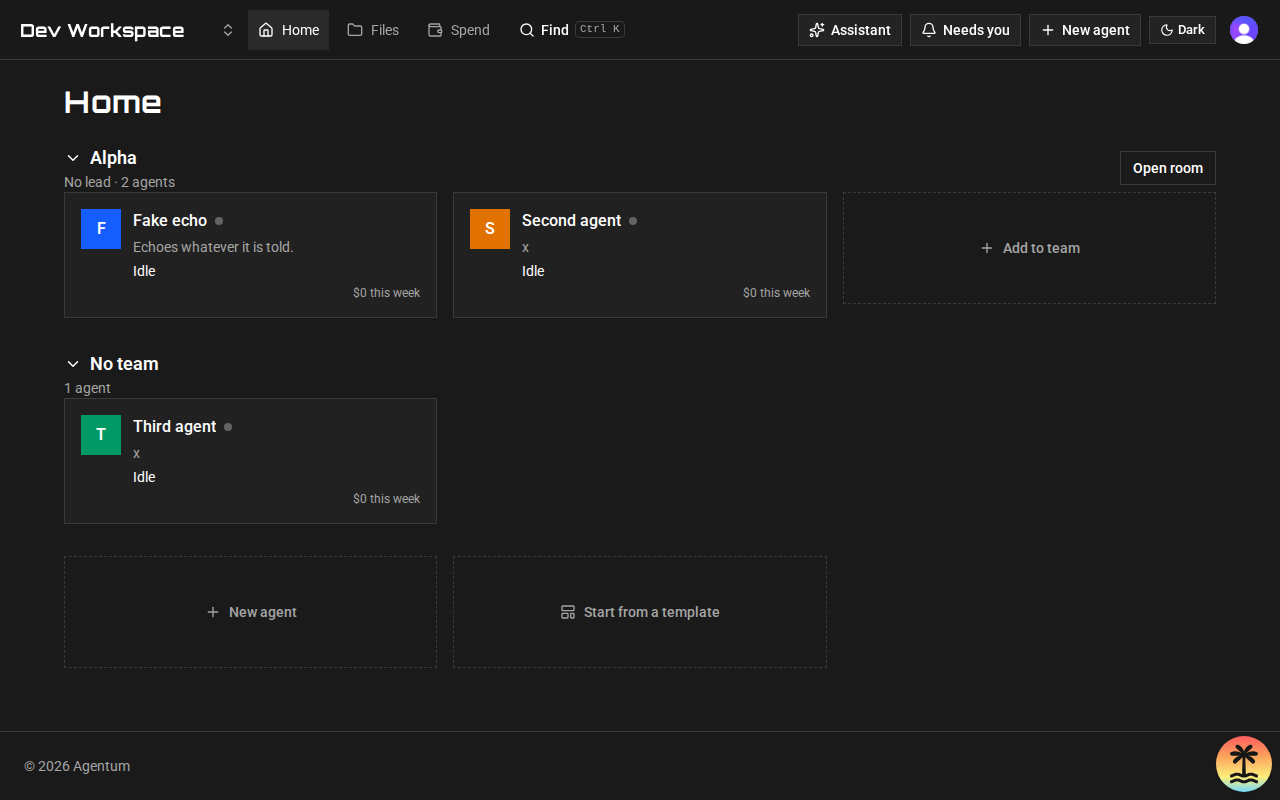 Dev Workspace
Home
Files
Spend
Find Ctrl K
Assistant
Needs you
New agent
Dark
Home
Alpha
No lead · 2 agents
Open room
F
Fake echo
Echoes whatever it is told.
Idle
$0 this week
S
Second agent
x
Idle
$0 this week
Add to team
No team
1 agent
T
Third agent
x
Idle
$0 this week
New agent
Start from a template
© 2026 Agentum